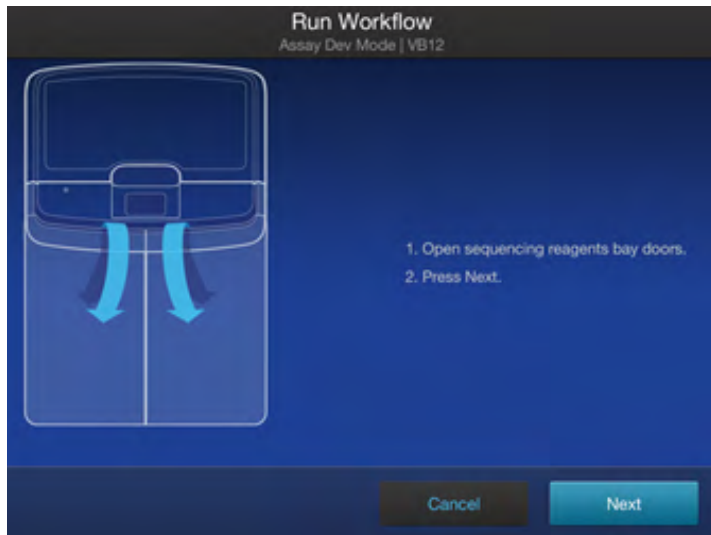 Run Workflow
Assay Dev Mode | VB12
1. Open sequencing reagents bay doors.
2. Press Next.
Cancel
Next